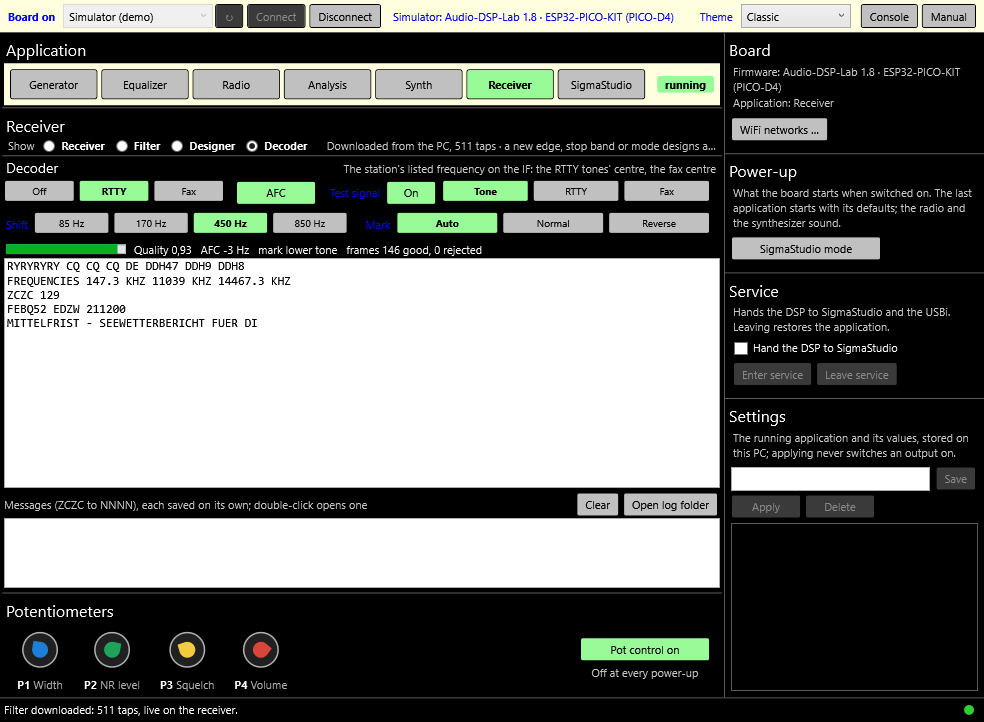 Board on Simulator (demo) Connect Disconnect Simulator: Audio-DSP-Lab 1.8 · ESP32-PICO-KIT (PICO-D4) Theme Classic Console Manual
Application
Generator Equalizer Radio Analysis Synth Receiver SigmaStudio running
Receiver
Show Receiver Filter Designer Decoder Downloaded from the PC, 511 taps · a new edge, stop band or mode designs a...
Decoder The station's listed frequency on the IF: the RTTY tones' centre, the fax centre
Off RTTY Fax AFC Test signal On Tone RTTY Fax
Shift 85 Hz 170 Hz 450 Hz 850 Hz Mark Auto Normal Reverse
Quality 0,93 AFC -3 Hz mark lower tone frames 146 good, 0 rejected
RYRYRYRY CQ CQ CQ DE DDH47 DDH9 DDH8
FREQUENCIES 147.3 KHZ 11039 KHZ 14467.3 KHZ
ZCZC 129
FEBQ52 EDZW 211200
MITTELFRIST - SEEWETTERBERICHT FUER DI
Messages (ZCZC to NNNN), each saved on its own; double-click opens one Clear Open log folder
Potentiometers
P1 Width P2 NR level P3 Squelch P4 Volume
Pot control on
Off at every power-up
Board
Firmware: Audio-DSP-Lab 1.8 · ESP32-PICO-KIT
(PICO-D4)
Application: Receiver
WiFi networks ...
Power-up
What the board starts when switched on. The last
application starts with its defaults; the radio and
the synthesizer sound.
SigmaStudio mode
Service
Hands the DSP to SigmaStudio and the USBi.
Leaving restores the application.
Hand the DSP to SigmaStudio
Enter service Leave service
Settings
The running application and its values, stored on
this PC; applying never switches an output on.
Save
Apply Delete
Filter downloaded: 511 taps, live on the receiver.